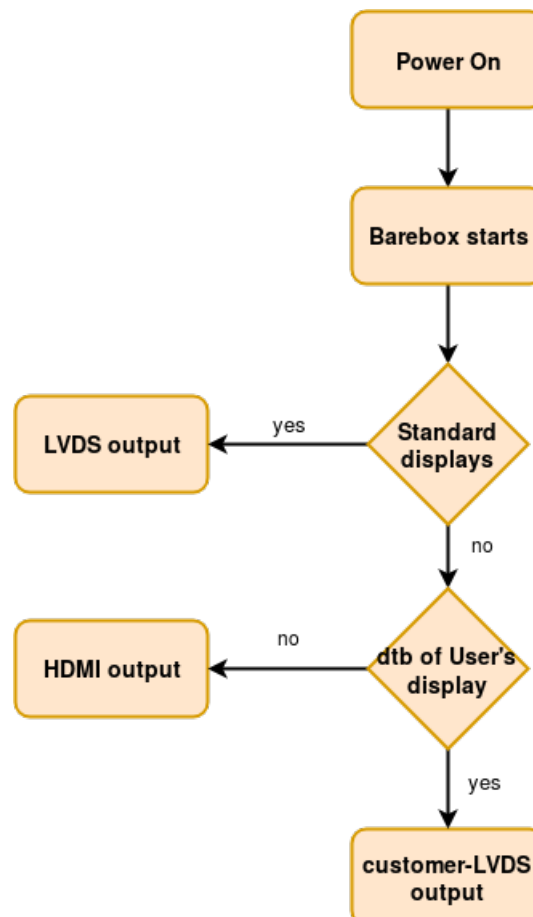 Power On
Barebox starts
Standard
displays
yes
LVDS output
no
dtb of User's
display
no
HDMI output
yes
customer-LVDS
output